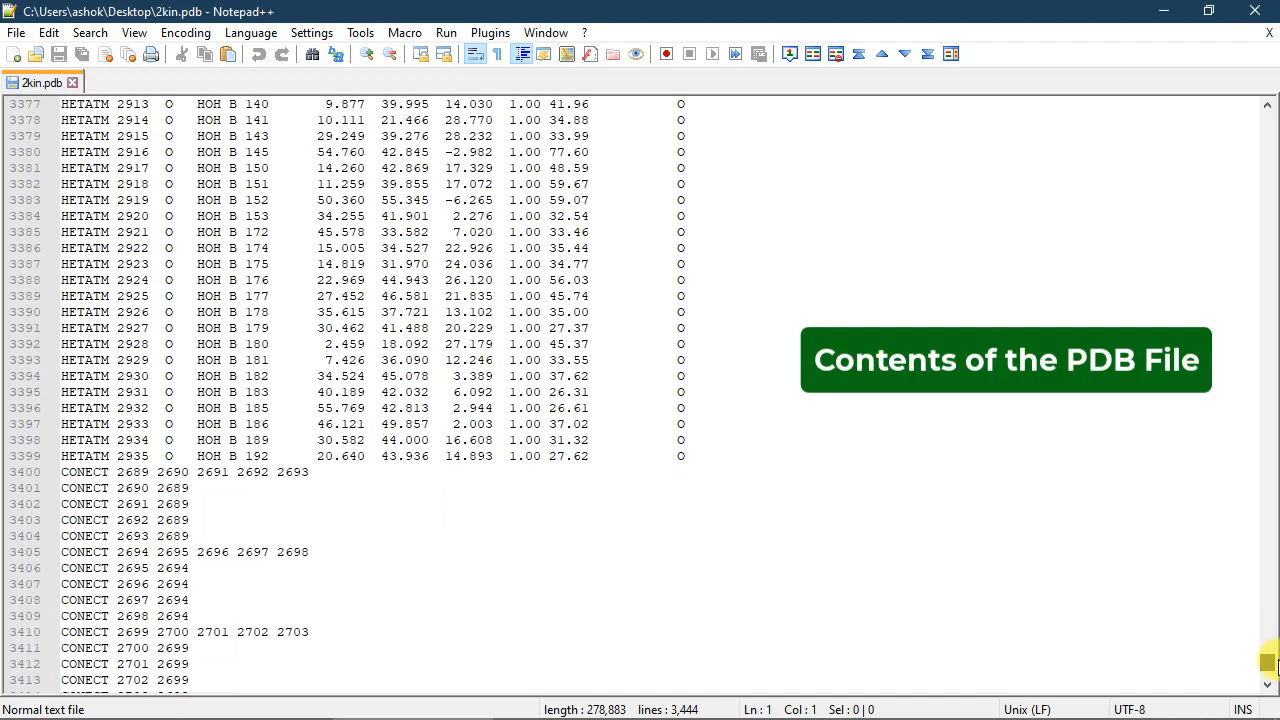 C:\Users\ashok\Desktop\2kin.pdb - Notepad++
File Edit Search View Encoding Language Settings Tools Macro Run Plugins Window ? X
2kin.pdb
3377 HETATM 2913 O HOH B 140 9.877 39.995 14.030 1.00 41.96 O
3378 HETATM 2914 O HOH B 141 10.111 21.466 28.770 1.00 34.88 O
3379 HETATM 2915 O HOH B 143 29.249 39.276 28.232 1.00 33.99 O
3380 HETATM 2916 O HOH B 145 54.760 42.845 -2.982 1.00 77.60 O
3381 HETATM 2917 O HOH B 150 14.260 42.869 17.329 1.00 48.59 O
3382 HETATM 2918 O HOH B 151 11.259 39.855 17.072 1.00 59.67 O
3383 HETATM 2919 O HOH B 152 50.360 55.345 -6.265 1.00 59.07 O
3384 HETATM 2920 O HOH B 153 34.255 41.901 2.276 1.00 32.54 O
3385 HETATM 2921 O HOH B 172 45.578 33.582 7.020 1.00 33.46 O
3386 HETATM 2922 O HOH B 174 15.005 34.527 22.926 1.00 35.44 O
3387 HETATM 2923 O HOH B 175 14.819 31.970 24.036 1.00 34.77 O
3388 HETATM 2924 O HOH B 176 22.969 44.943 26.120 1.00 56.03 O
3389 HETATM 2925 O HOH B 177 27.452 46.581 21.835 1.00 45.74 O
3390 HETATM 2926 O HOH B 178 35.615 37.721 13.102 1.00 35.00 O
3391 HETATM 2927 O HOH B 179 30.462 41.488 20.229 1.00 27.37 O
3392 HETATM 2928 O HOH B 180 2.459 18.092 27.179 1.00 45.37 O
3393 HETATM 2929 O HOH B 181 7.426 36.090 12.246 1.00 33.55 O
3394 HETATM 2930 O HOH B 182 34.524 45.078 3.389 1.00 37.62 O
3395 HETATM 2931 O HOH B 183 40.189 42.032 6.092 1.00 26.31 O
3396 HETATM 2932 O HOH B 185 55.769 42.813 2.944 1.00 26.61 O
3397 HETATM 2933 O HOH B 186 46.121 49.857 2.003 1.00 37.02 O
3398 HETATM 2934 O HOH B 189 30.582 44.000 16.608 1.00 31.32 O
3399 HETATM 2935 O HOH B 192 20.640 43.936 14.893 1.00 27.62 O
Contents of the PDB File
3400 CONECT 2689 2690 2691 2692 2693
3401 CONECT 2690 2689
3402 CONECT 2691 2689
3403 CONECT 2692 2689
3404 CONECT 2693 2689
3405 CONECT 2694 2695 2696 2697 2698
3406 CONECT 2695 2694
3407 CONECT 2696 2694
3408 CONECT 2697 2694
3409 CONECT 2698 2694
3410 CONECT 2699 2700 2701 2702 2703
3411 CONECT 2700 2699
3412 CONECT 2701 2699
3413 CONECT 2702 2699
Normal text file length : 278,883 lines : 3,444 Ln : 1 Col : 1 Sel : 0 | 0 Unix (LF) UTF-8 INS